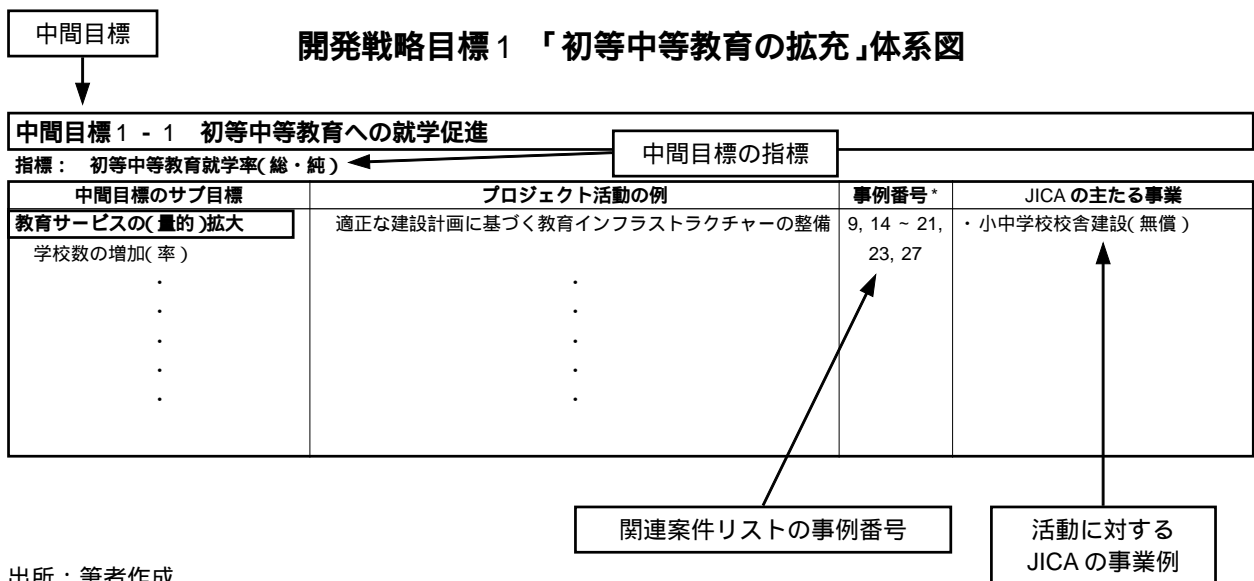 中間目標
開発戦略目標1 「初等中等教育の拡充」体系図
中間目標1 - 1 初等中等教育への就学促進
指標： 初等中等教育就学率(総・純)
中間目標の指標
中間目標のサブ目標 プロジェクト活動の例 事例番号* JICAの主たる事業
教育サービスの(量的)拡大 適正な建設計画に基づく教育インフラストラクチャーの整備 9, 14 ~ 21, ・小中学校校舎建設(無償)
学校数の増加(率) 23, 27
・ ・
・ ・
・ ・
・ ・
・ ・
関連案件リストの事例番号
活動に対する
JICAの事業例
出所：筆者作成